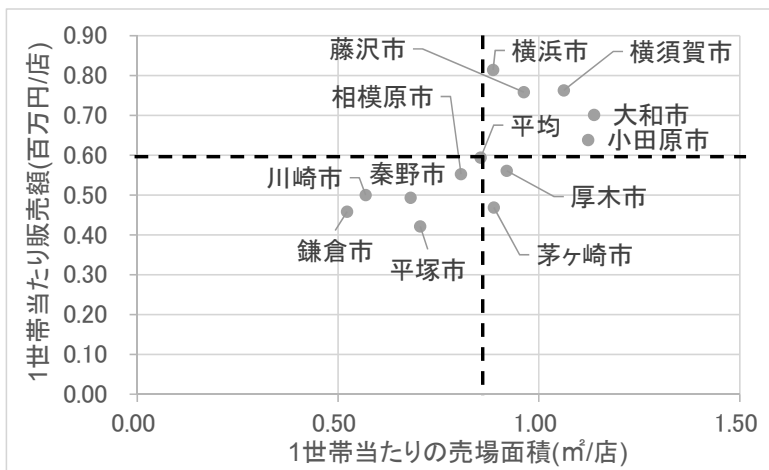 1世帯当たり販売額(百万円/店)
0.90
0.80
0.70
0.60
0.50
0.40
0.30
0.20
0.10
0.00
藤沢市
横浜市
横須賀市
相模原市
平均
大和市
小田原市
川崎市
秦野市
厚木市
鎌倉市
平塚市
茅ヶ崎市
0.00
0.50
1.00
1.50
1世帯当たりの売場面積(㎡/店)